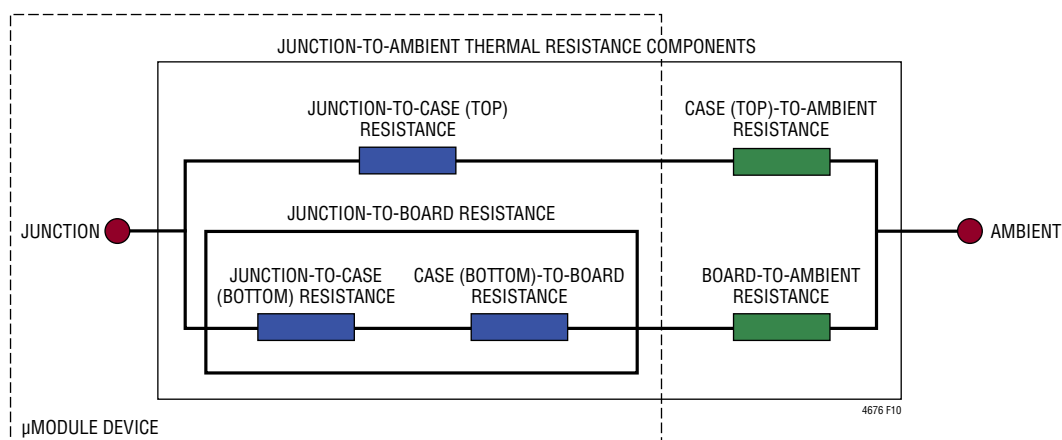 JUNCTION-TO-AMBIENT THERMAL RESISTANCE COMPONENTS
JUNCTION-TO-CASE (TOP)
RESISTANCE
CASE (TOP)-TO-AMBIENT
RESISTANCE
JUNCTION-TO-BOARD RESISTANCE
JUNCTION
AMBIENT
JUNCTION-TO-CASE
(BOTTOM) RESISTANCE
CASE (BOTTOM)-TO-BOARD
RESISTANCE
BOARD-TO-AMBIENT
RESISTANCE
4676 F10
µMODULE DEVICE